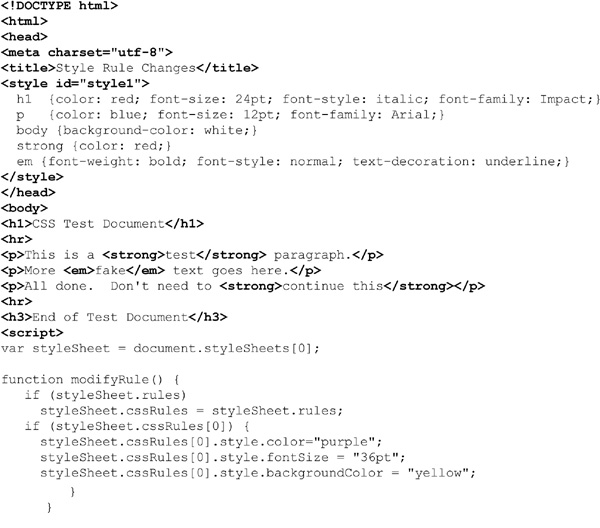 <!DOCTYPE html>
<html>
<head>
<meta charset="utf-8">
<title>Style Rule Changes</title>
<style id="style1">
  h1  {color: red; font-size: 24pt; font-style: italic; font-family: Impact;}
  p   {color: blue; font-size: 12pt; font-family: Arial;}
  body {background-color: white;}
  strong {color: red;}
  em {font-weight: bold; font-style: normal; text-decoration: underline;}
</style>
</head>
<body>
<h1>CSS Test Document</h1>
<hr>
<p>This is a <strong>test</strong> paragraph.</p>
<p>More <em>fake</em> text goes here.</p>
<p>All done.  Don't need to <strong>continue this</strong></p>
<hr>
<h3>End of Test Document</h3>
<script>
var styleSheet = document.styleSheets[0];

function modifyRule() {
   if (styleSheet.rules)
     styleSheet.cssRules = styleSheet.rules;
   if (styleSheet.cssRules[0]) {
     styleSheet.cssRules[0].style.color="purple";
     styleSheet.cssRules[0].style.fontSize = "36pt";
     styleSheet.cssRules[0].style.backgroundColor = "yellow";
         }
      }